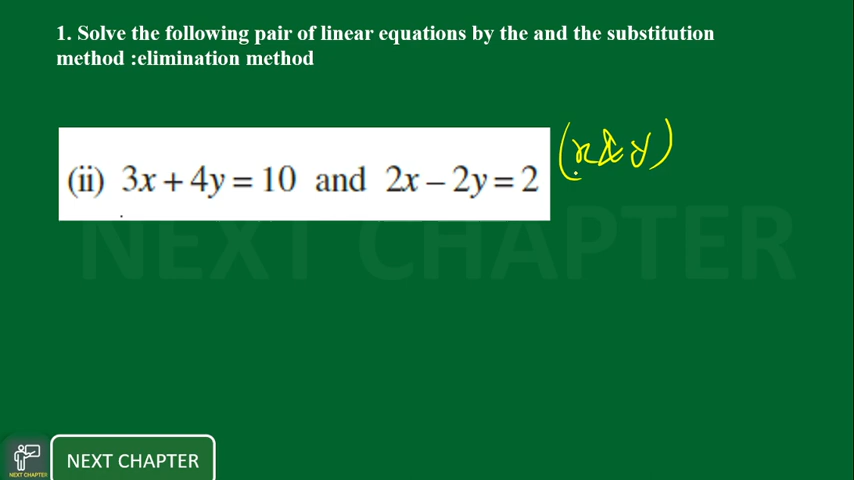 1. Solve the following pair of linear equations by the and the substitution
method :elimination method
(x & y)
(ii) 3x + 4y = 10 and 2x – 2y = 2
NEXT CHAPTER
NEXT CHAPTER
NEXT CHAPTER